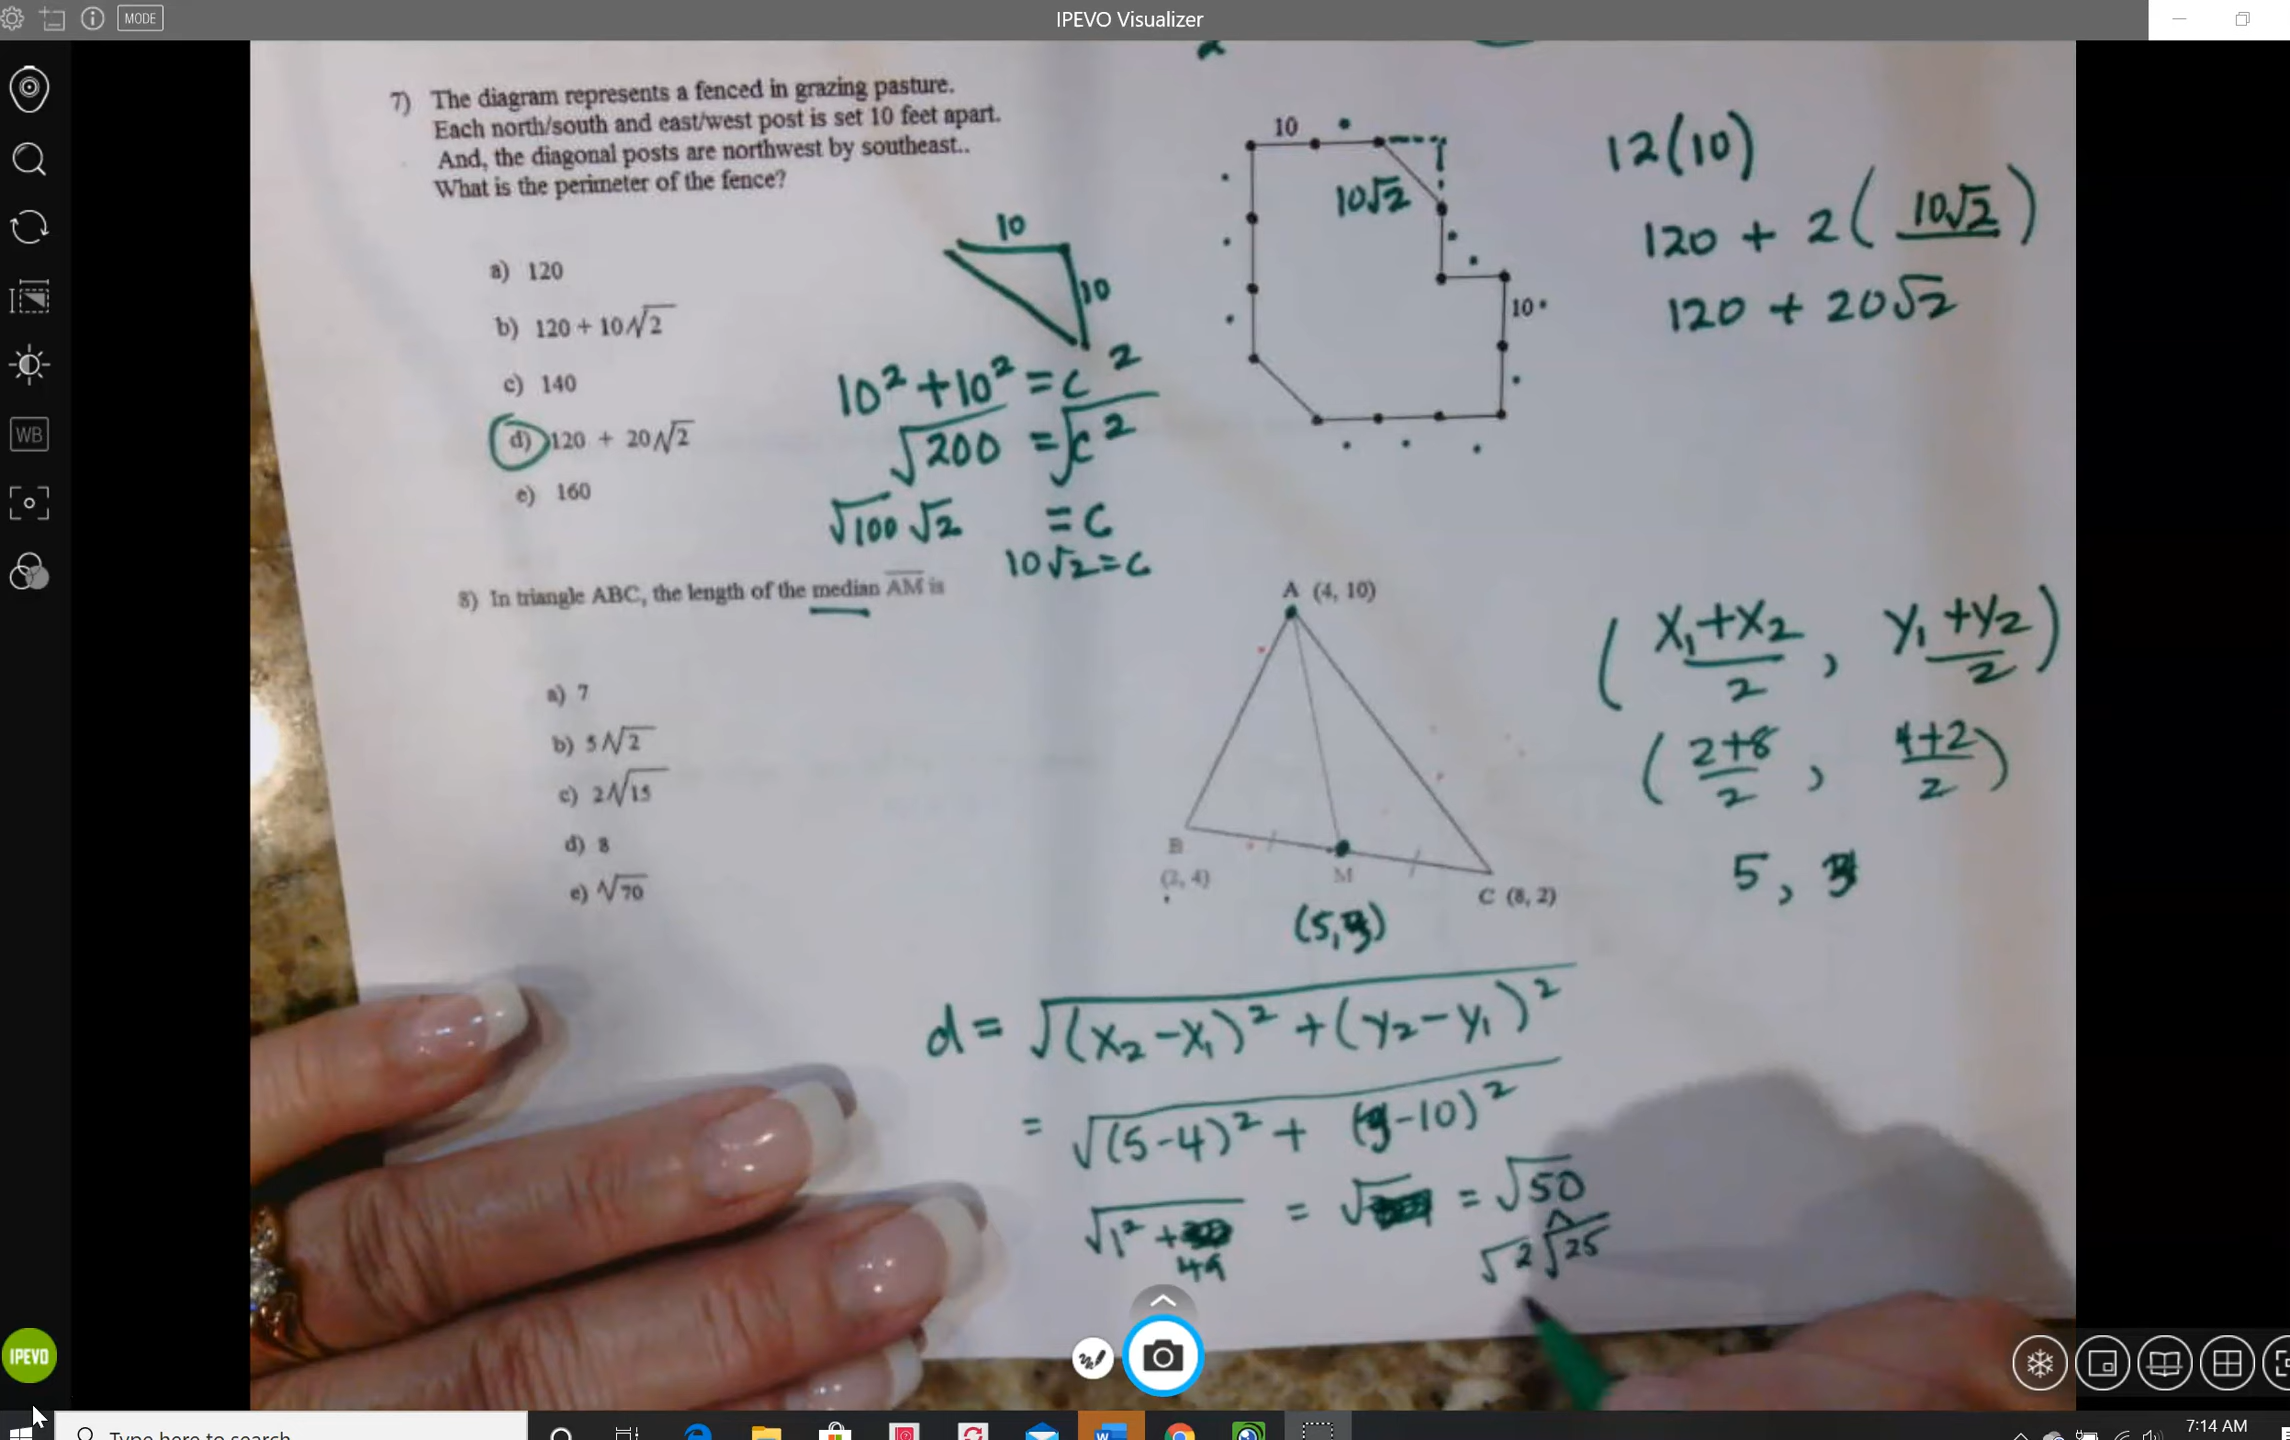 MODE
IPEVO Visualizer
7) The diagram represents a fenced in grazing pasture.
Each north/south and east/west post is set 10 feet apart.
And, the diagonal posts are northwest by southeast..
What is the perimeter of the fence?
a) 120
b) 120 + 10√2
c) 140
d) 120 + 20√2
e) 160
10
10
10² + 10² = c²
√200 = √c²
√100 √2 = c
10√2 = c
10
10√2
10
12(10)
120 + 2(10√2)
120 + 20√2
8) In triangle ABC, the length of the median AM is
a) 7
b) 5√2
c) 2√15
d) 8
e) √70
A (4, 10)
B
(2, 4)
M
C (8, 2)
(5,3)
(x₁+x₂/2, y₁+y₂/2)
(2+8/2, 4+2/2)
5, 3
d = √(x₂-x₁)² + (y₂-y₁)²
= √(5-4)² + (3-10)²
√1² + 49 = √ = √50
√2 √25
WB
IPEVO
Type here to search
7:14 AM